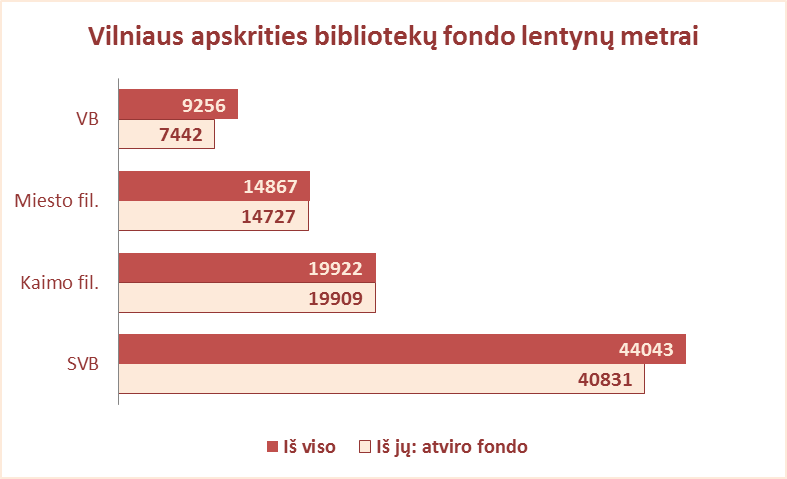 Vilniaus apskrities bibliotekų fondo lentynų metrai
VB
9256
7442
Miesto fil.
14867
14727
Kaimo fil.
19922
19909
SVB
44043
40831
Iš viso
Iš jų: atviro fondo